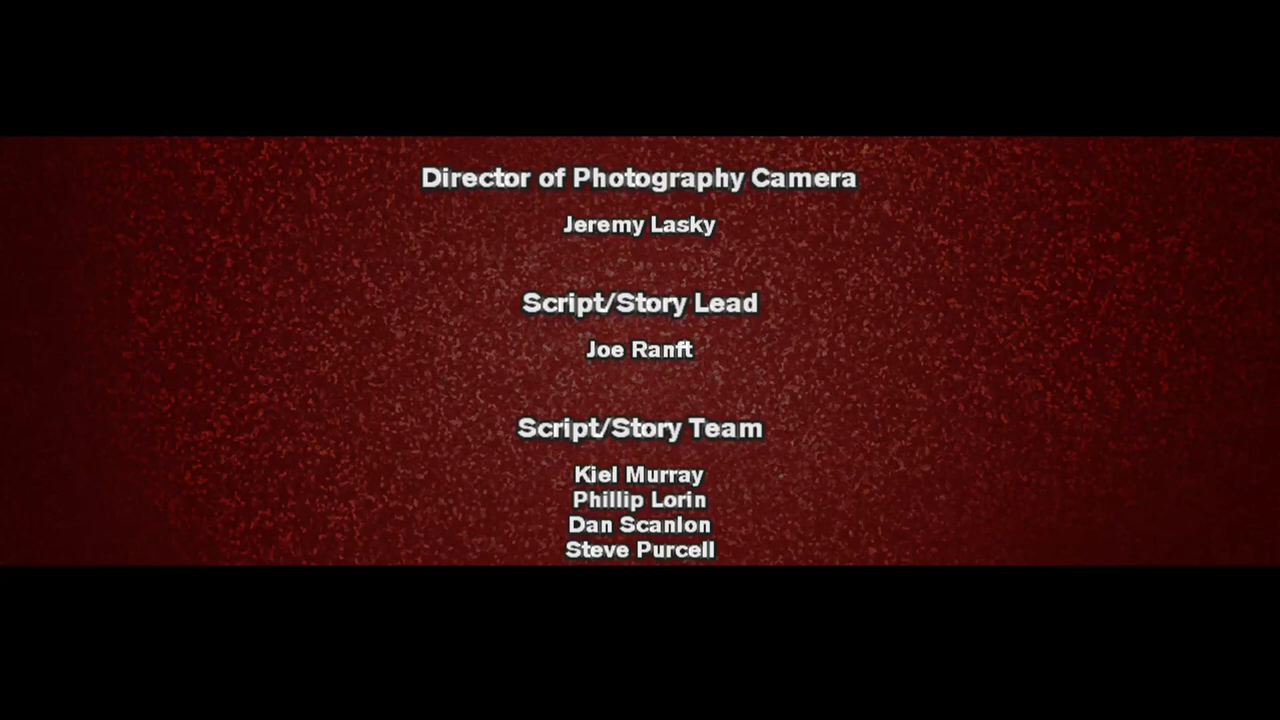 Director of Photography Camera
Jeremy Lasky
Script/Story Lead
Joe Ranft
Script/Story Team
Kiel Murray
Phillip Lorin
Dan Scanlon
Steve Purcell